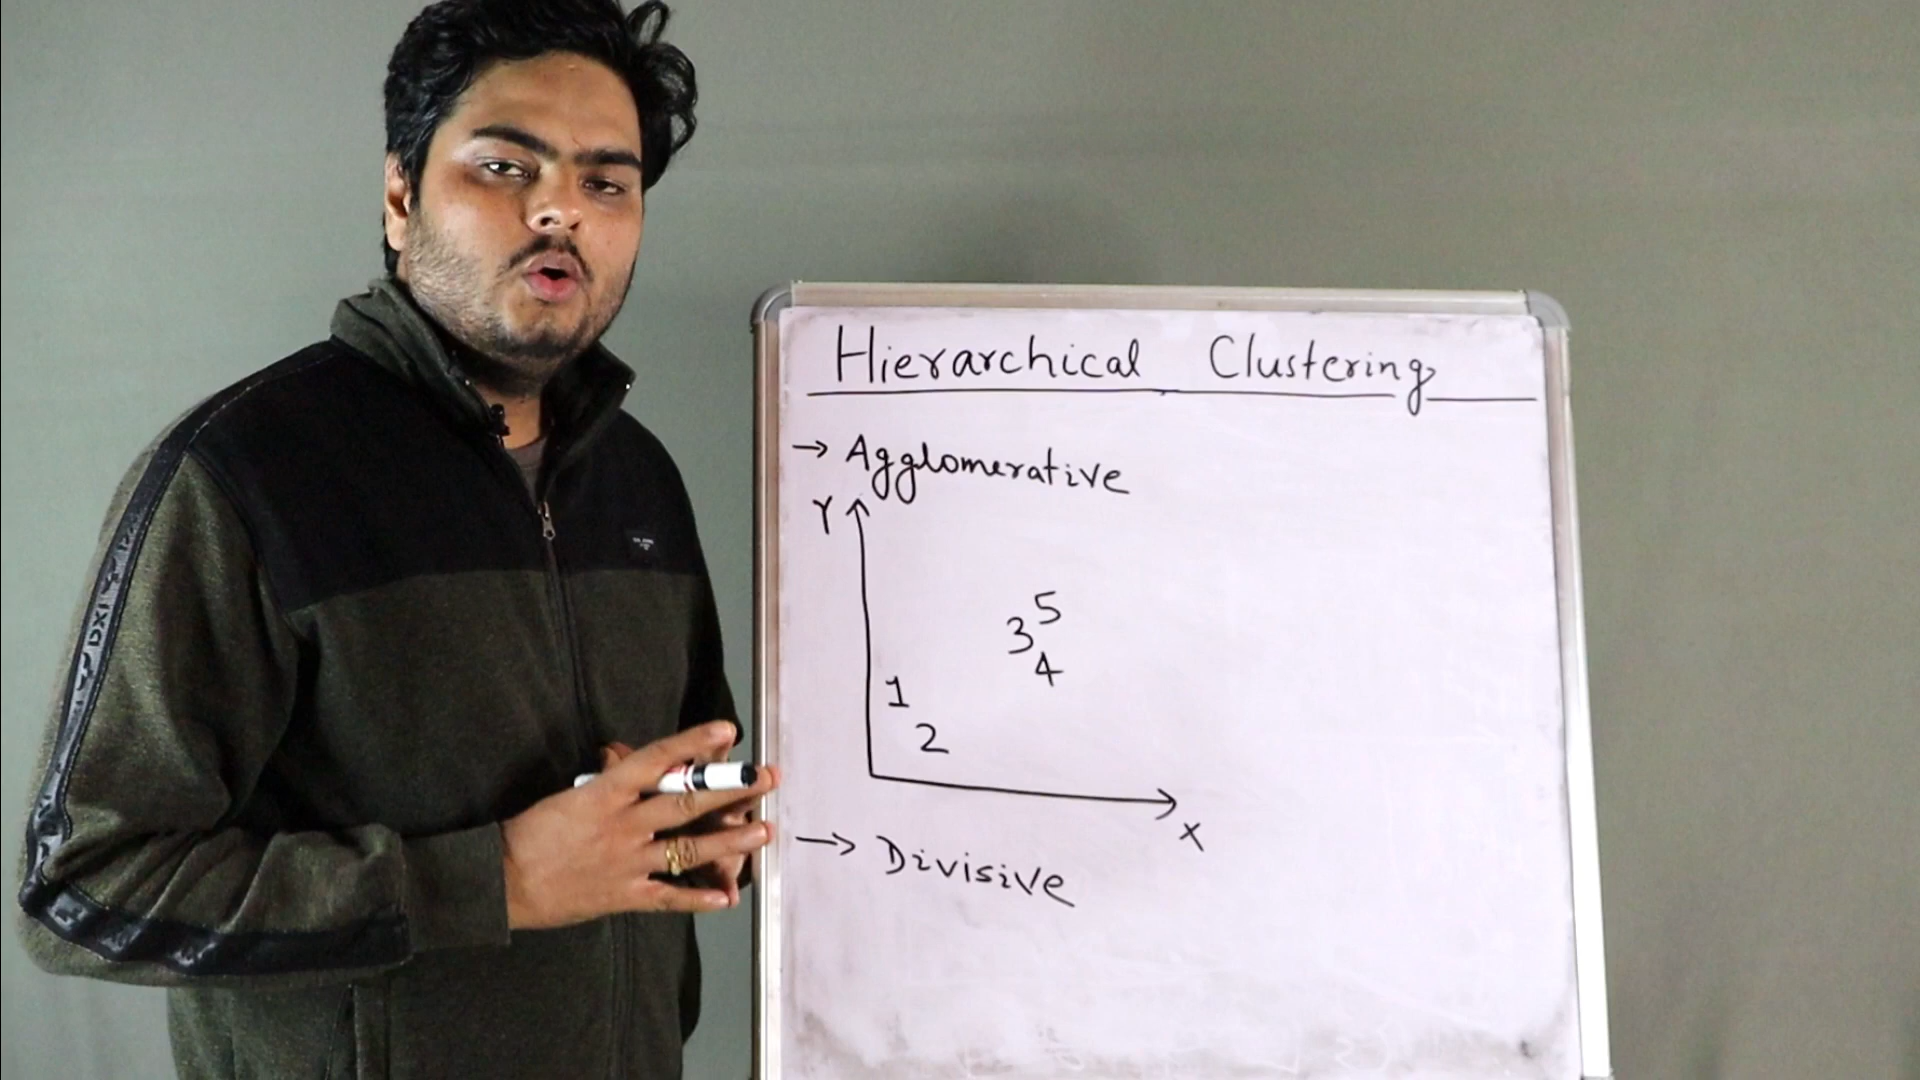 Hierarchical Clustering
→ Agglomerative
Y
5
3
4
1
2
X
→ Divisive